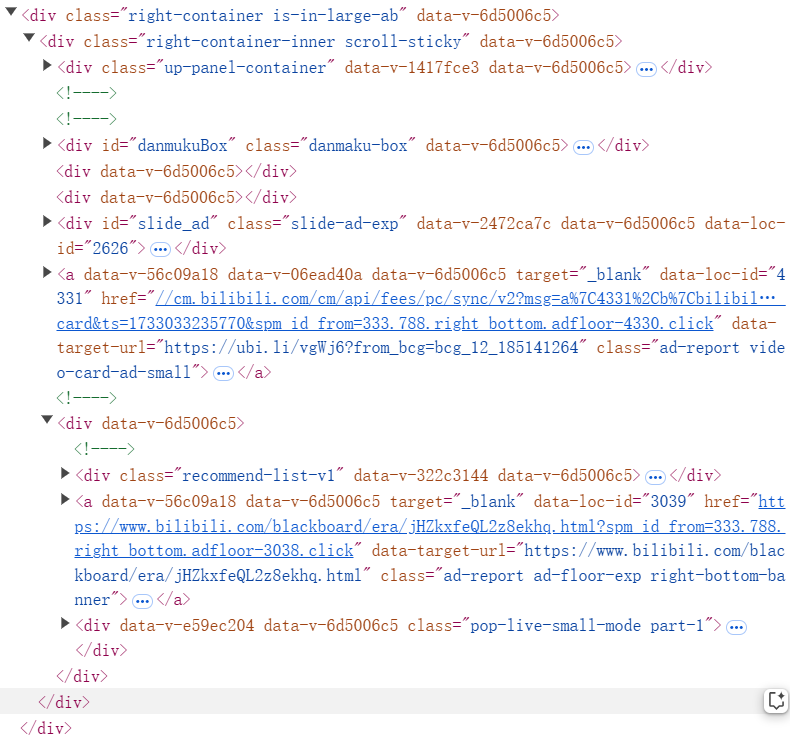 <div class="right-container is-in-large-ab" data-v-6d5006c5>
<div class="right-container-inner scroll-sticky" data-v-6d5006c5>
<div class="up-panel-container" data-v-1417fce3 data-v-6d5006c5> ⋯ </div>
<!---->
<!---->
<div id="danmukuBox" class="danmaku-box" data-v-6d5006c5> ⋯ </div>
<div data-v-6d5006c5></div>
<div data-v-6d5006c5></div>
<div id="slide_ad" class="slide-ad-exp" data-v-2472ca7c data-v-6d5006c5 data-loc-
id="2626"> ⋯ </div>
<a data-v-56c09a18 data-v-06ead40a data-v-6d5006c5 target="_blank" data-loc-id="4
331" href="//cm.bilibili.com/cm/api/fees/pc/sync/v2?msg=a%7C4331%2Cb%7Cbilibil…
card&ts=1733033235770&spm_id_from=333.788.right_bottom.adfloor-4330.click" data-
target-url="https://ubi.li/vgWj6?from_bcg=bcg_12_185141264" class="ad-report vide
o-card-ad-small"> ⋯ </a>
<!---->
<div data-v-6d5006c5>
<!---->
<div class="recommend-list-v1" data-v-322c3144 data-v-6d5006c5> ⋯ </div>
<a data-v-56c09a18 data-v-6d5006c5 target="_blank" data-loc-id="3039" href="htt
ps://www.bilibili.com/blackboard/era/jHZkxfeQL2z8ekhq.html?spm_id_from=333.788.
right_bottom.adfloor-3038.click" data-target-url="https://www.bilibili.com/blac
kboard/era/jHZkxfeQL2z8ekhq.html" class="ad-report ad-floor-exp right-bottom-ba
nner"> ⋯ </a>
<div data-v-e59ec204 data-v-6d5006c5 class="pop-live-small-mode part-1"> ⋯
</div>
</div>
</div>
</div>